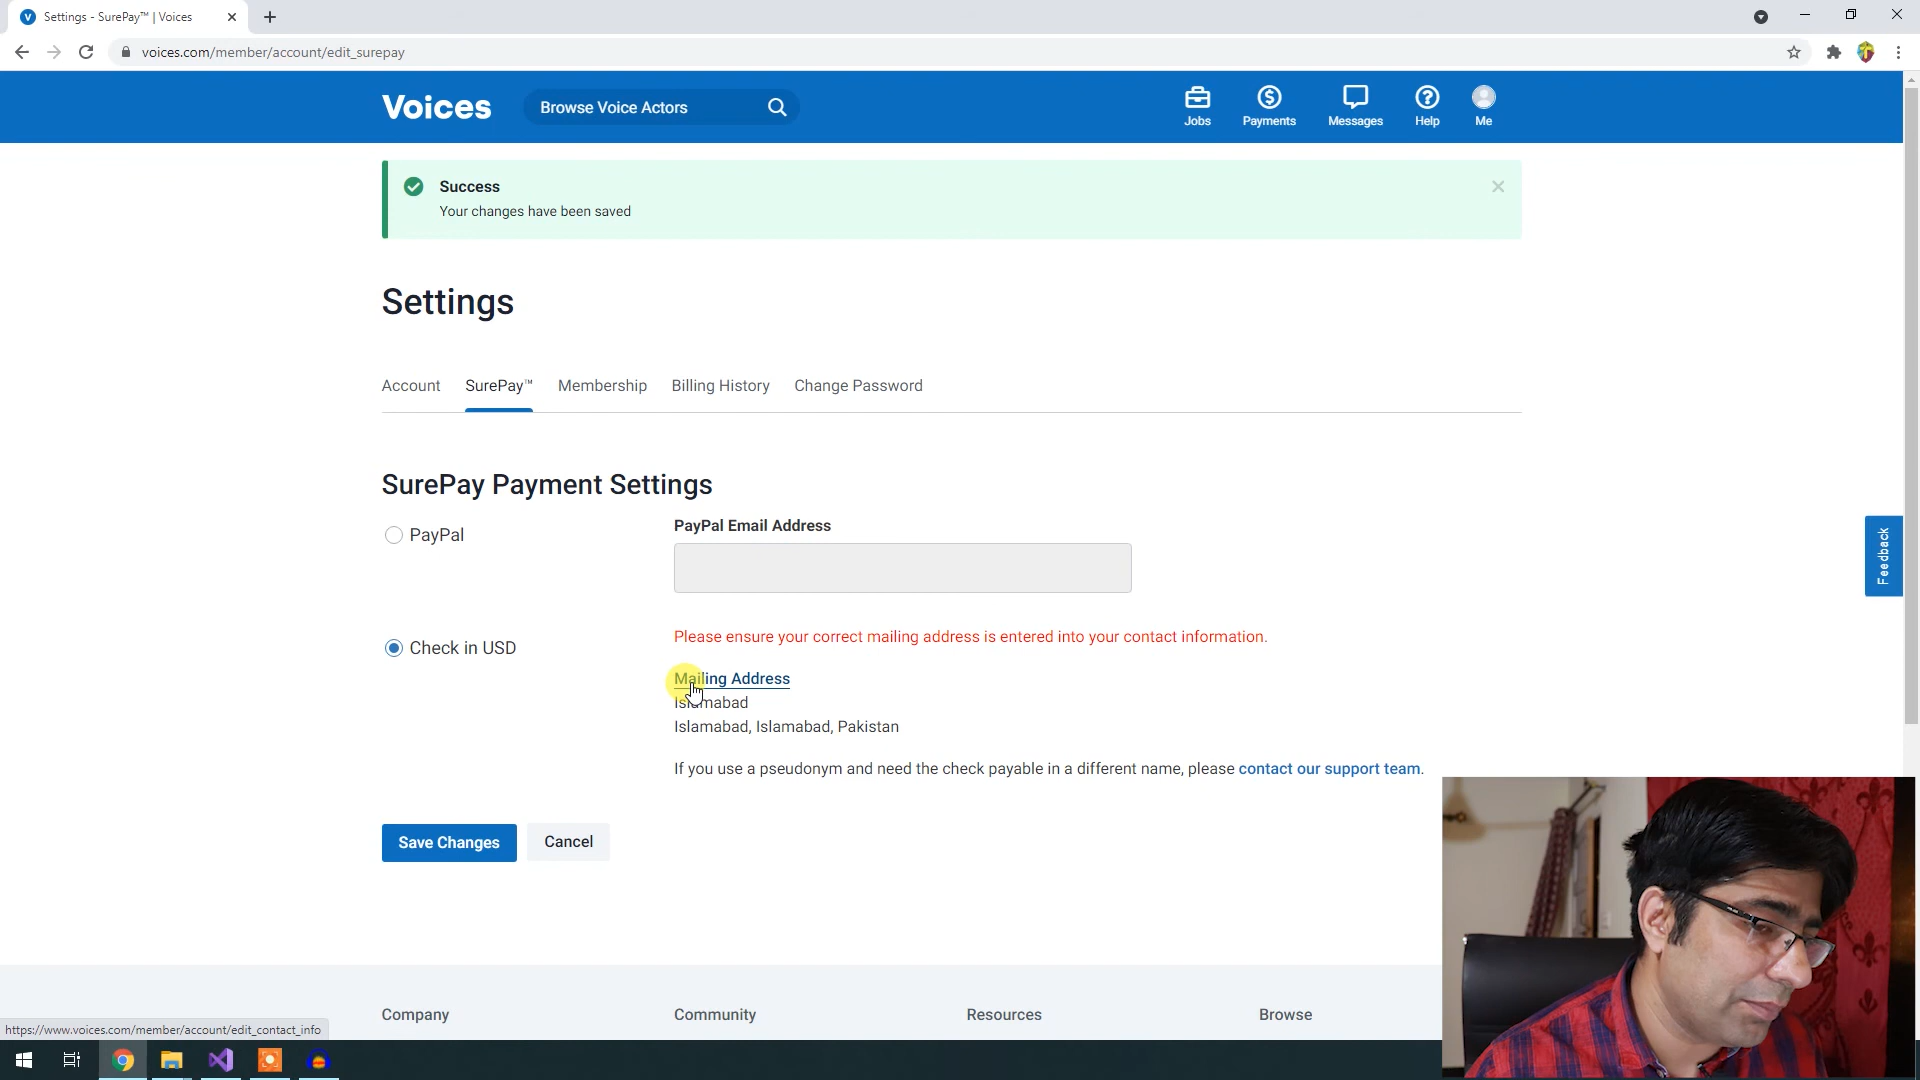 Settings - SurePay™ | Voices
voices.com/member/account/edit_surepay
Voices
Browse Voice Actors
Jobs
Payments
Messages
Help
Me
Success
Your changes have been saved
Settings
Account
SurePay™
Membership
Billing History
Change Password
SurePay Payment Settings
PayPal
PayPal Email Address
Feedback
Check in USD
Please ensure your correct mailing address is entered into your contact information.
Mailing Address
Islamabad
Islamabad, Islamabad, Pakistan
If you use a pseudonym and need the check payable in a different name, please contact our support team.
Save Changes
Cancel
Company
Community
Resources
Browse
https://www.voices.com/member/account/edit_contact_info